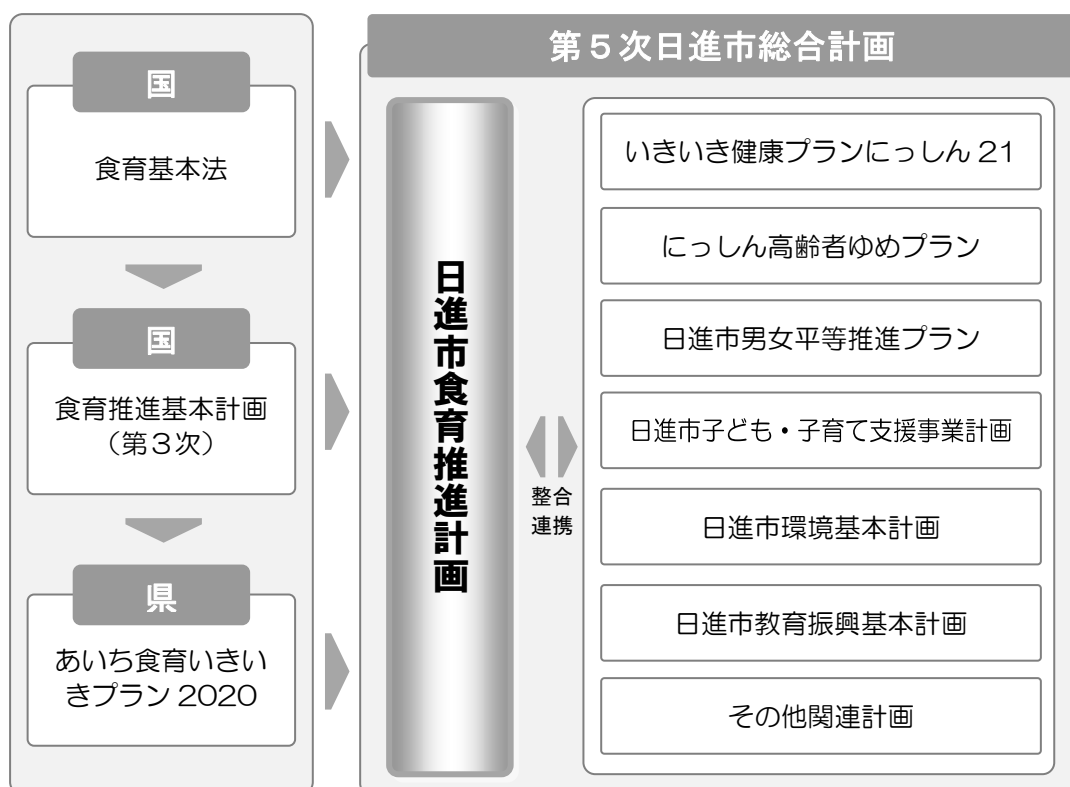 国
食育基本法
国
食育推進基本計画
（第３次）
県
あいち食育いきい
きプラン 2020
第５次日進市総合計画
日進市食育推進計画
整合
連携
いきいき健康プランにっしん 21
にっしん高齢者ゆめプラン
日進市男女平等推進プラン
日進市子ども・子育て支援事業計画
日進市環境基本計画
日進市教育振興基本計画
その他関連計画